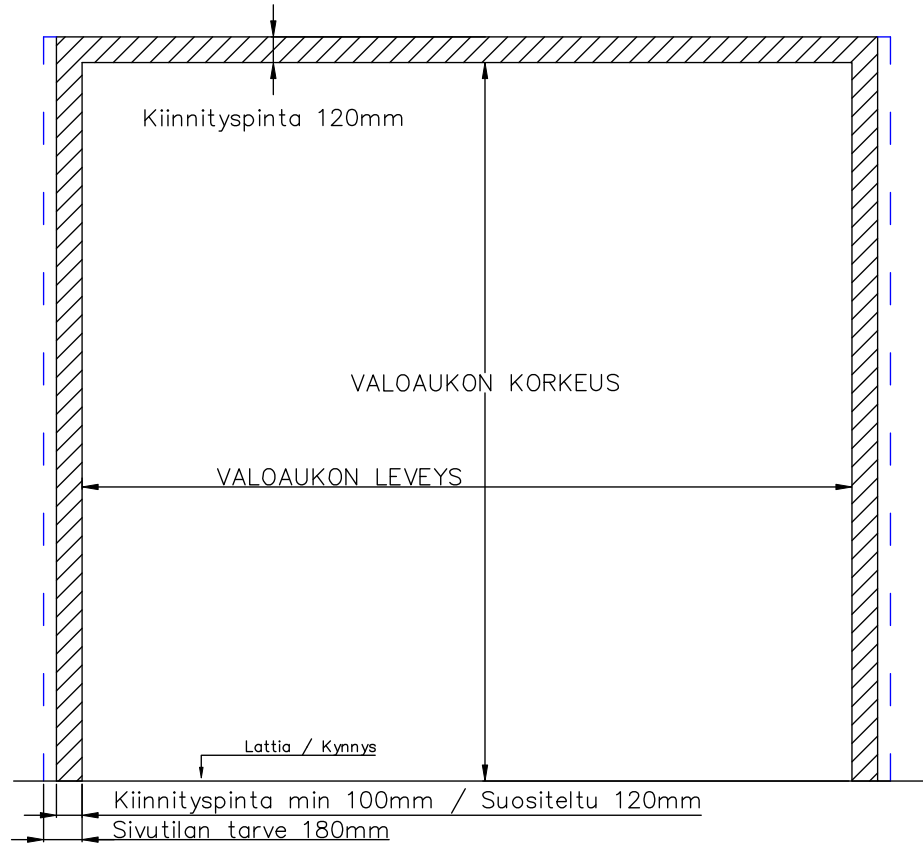 Kiinnityspinta 120mm
VALOAUKON KORKEUS
VALOAUKON LEVEYS
Lattia / Kynnys
Kiinnityspinta min 100mm / Suositeltu 120mm
Sivutilan tarve 180mm